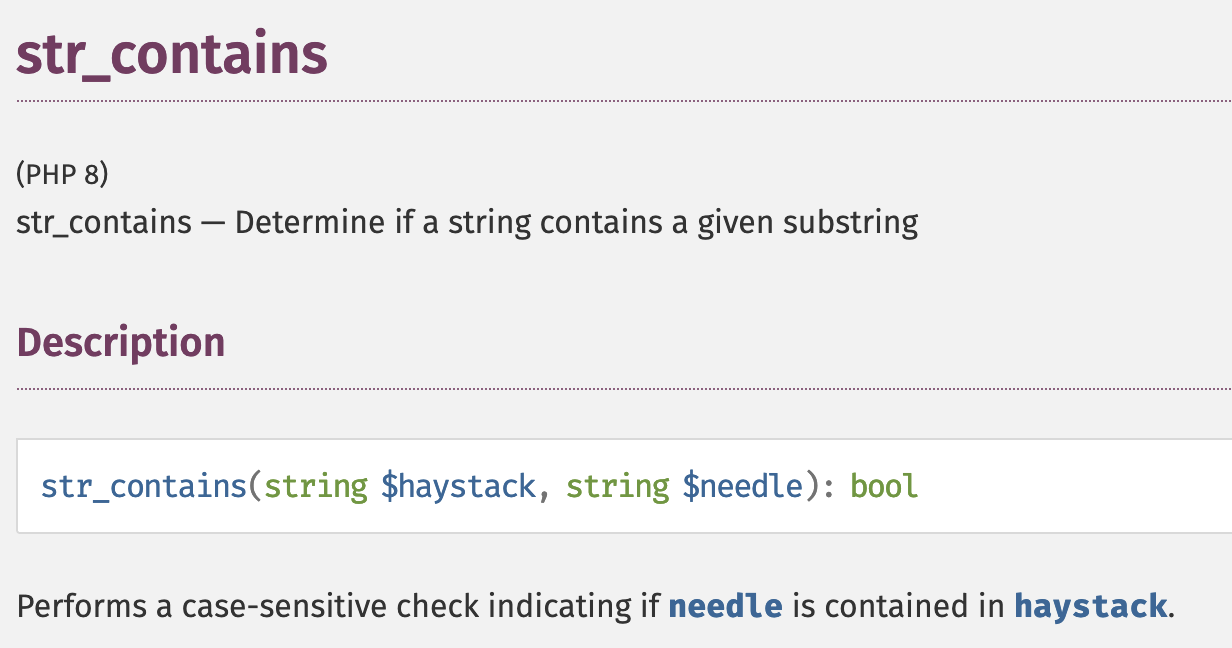 str_contains
(PHP 8)
str_contains — Determine if a string contains a given substring
Description
str_contains(string $haystack, string $needle): bool
Performs a case-sensitive check indicating if needle is contained in haystack.